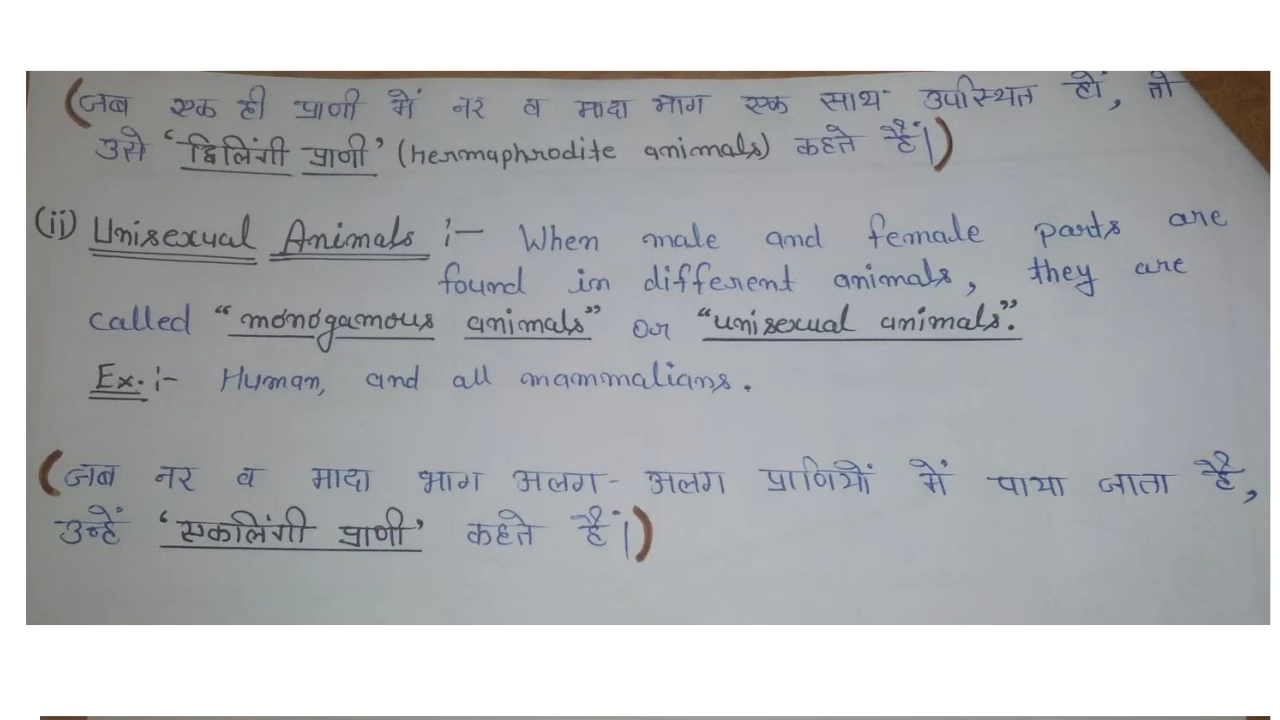 (जब एक ही प्राणी में नर व मादा भाग एक साथ उपस्थित हों, तो
उसे ‘द्विलिंगी प्राणी’ (Hermaphrodite animals) कहते हैं।)
(ii) Unisexual Animals :- When male and female parts are
found in different animals, they are
called “monogamous animals” or “unisexual animals”.
Ex. :- Human, and all mammalians.
(जब नर व मादा भाग अलग-अलग प्राणियों में पाया जाता है,
उन्हें ‘एकलिंगी प्राणी’ कहते हैं।)